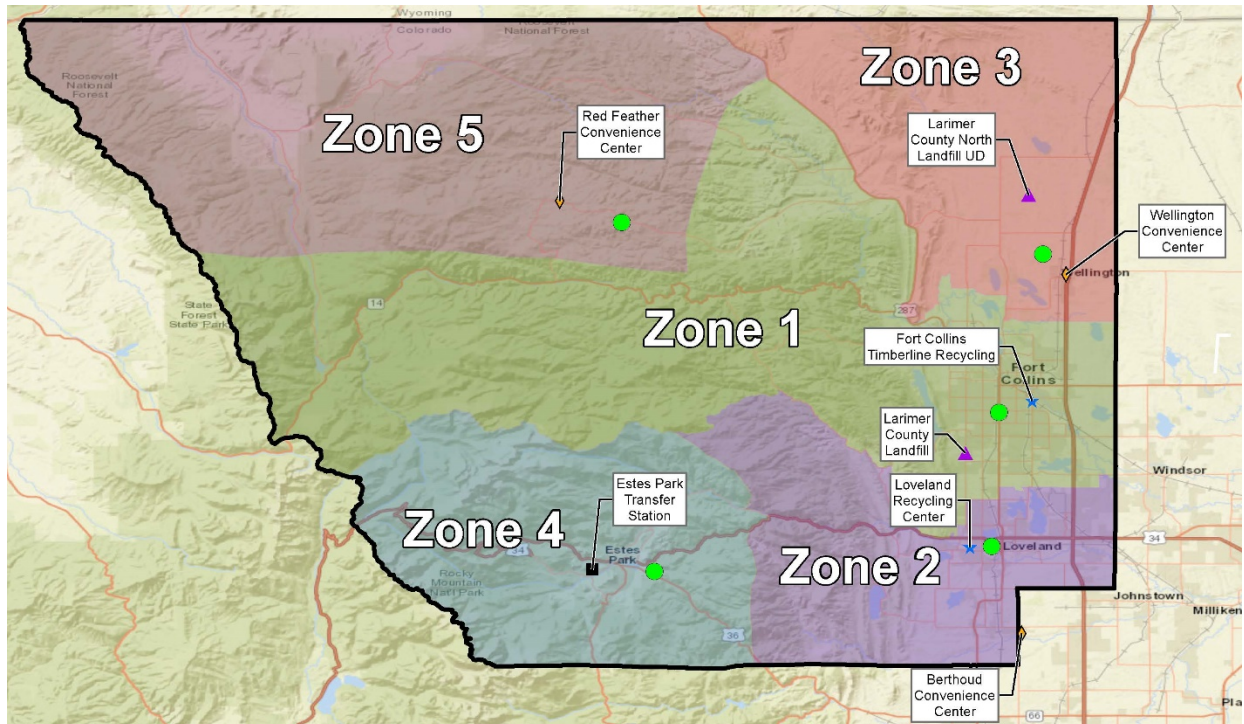 Wyoming
Colorado
Roosevelt
National Forest
Roosevelt
National
Forest
Zone 5
Red Feather
Convenience
Center
Zone 3
Larimer
County North
Landfill UD
Wellington
Convenience
Center
ellington
14
State
Forest
State Park
287
Zone 1
Fort Collins
Timberline Recycling
Fort
Collins
Larimer
County
Landfill
Windsor
Loveland
Recycling
Center
Loveland
34
Estes Park
Transfer
Station
Zone 4
34
Estes
Park
Zone 2
Rocky
Mountain
Nat'l Park
36
Johnstown
Milliken
Berthoud
Convenience
Center
66